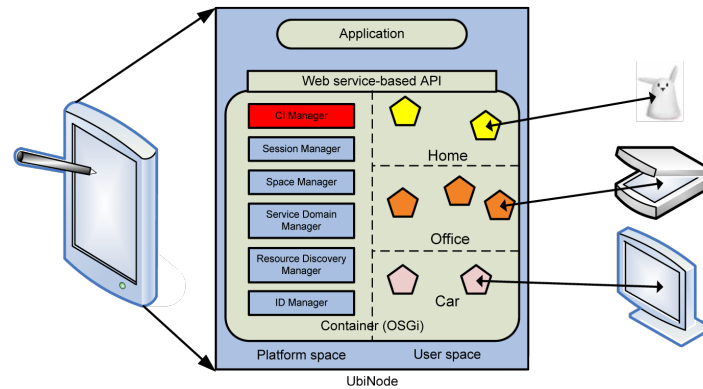 Application
Web service-based API
CI Manager
Session Manager
Space Manager
Service Domain
Manager
Resource Discovery
Manager
ID Manager
Home
Office
Car
Container (OSGi)
Platform space
User space
UbiNode